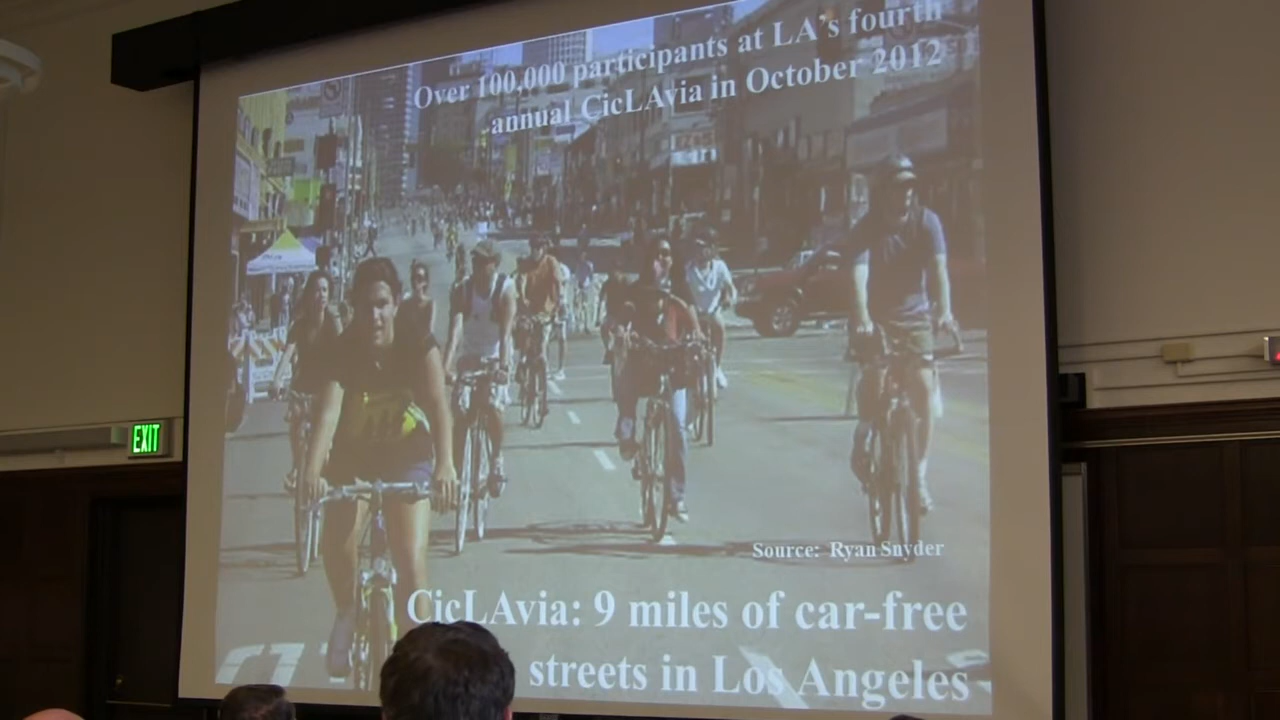 Over 100,000 participants at LA's fourth
annual CicLAvia in October 2012
EXIT
Source: Ryan Snyder
CicLAvia: 9 miles of car-free
streets in Los Angeles